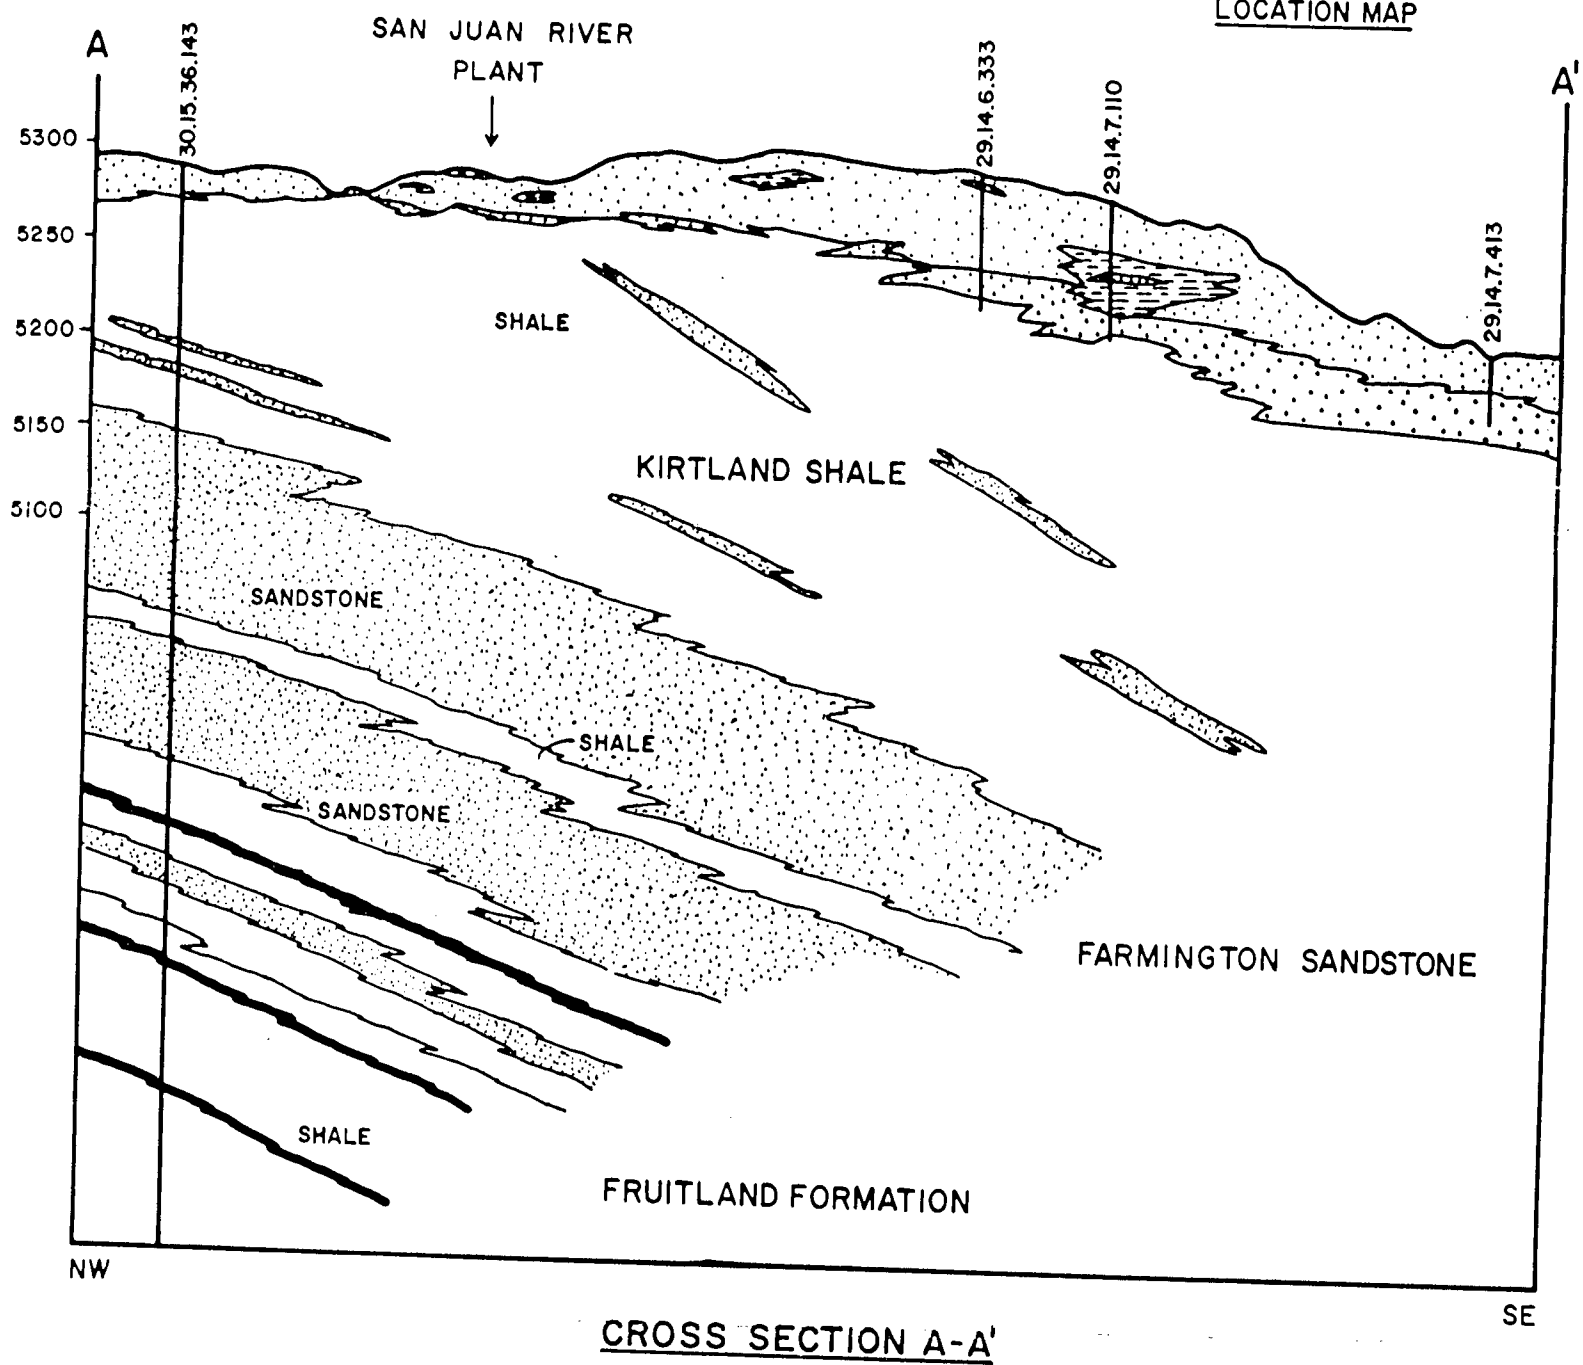 LOCATION MAP
A
30.15.36.143
SAN JUAN RIVER
PLANT
29.14.6.333
29.14.7.110
29.14.7.413
A'
5300
5250
5200
5150
5100
SHALE
KIRTLAND SHALE
SANDSTONE
SHALE
SANDSTONE
FARMINGTON SANDSTONE
SHALE
FRUITLAND FORMATION
NW
SE
CROSS SECTION A-A'